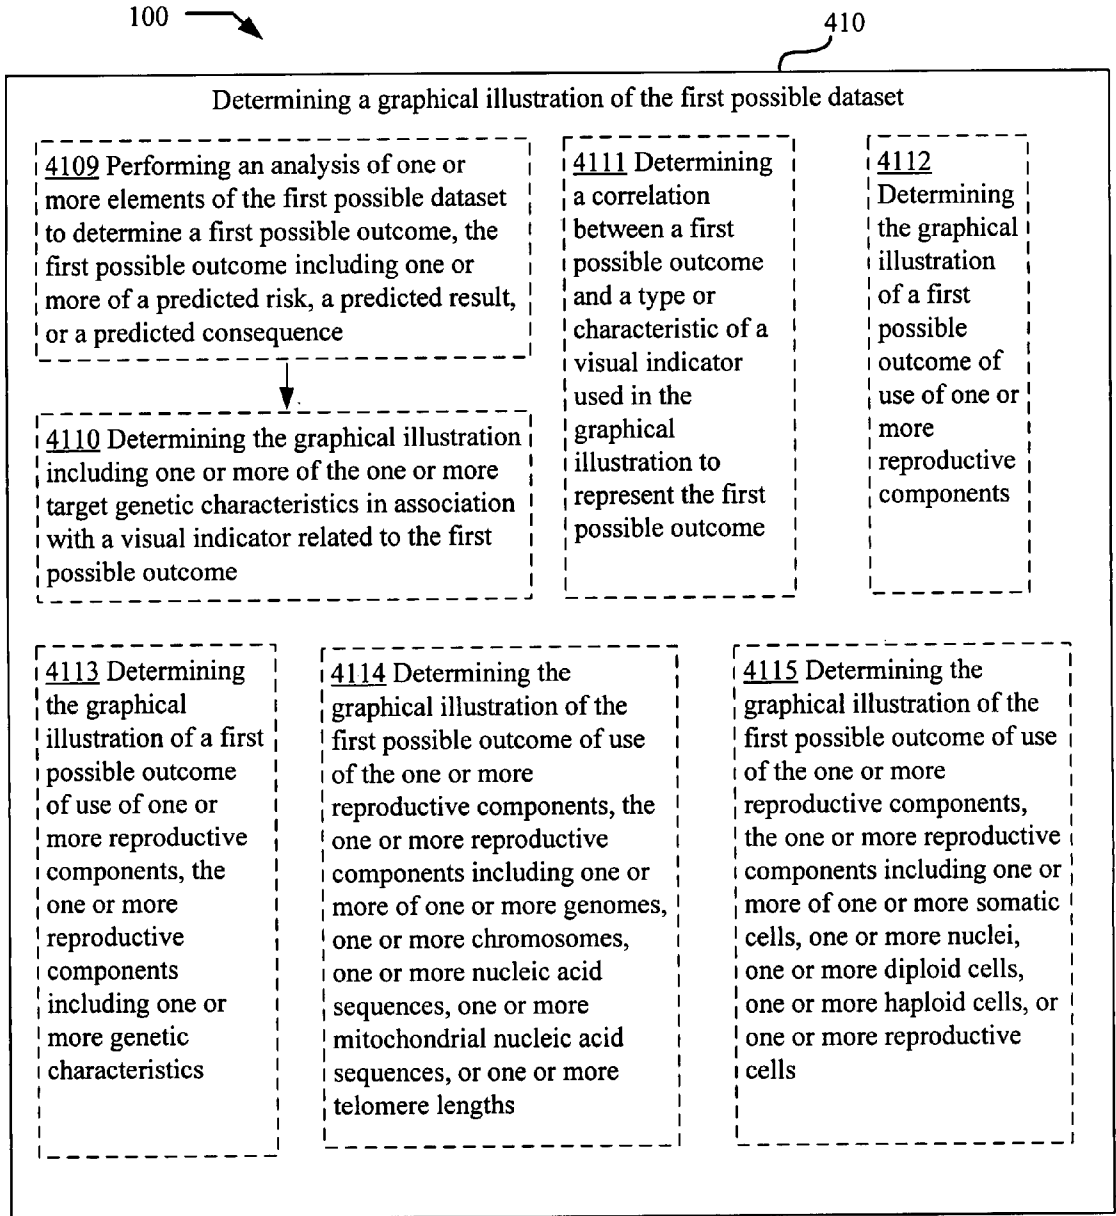 100
410
Determining a graphical illustration of the first possible dataset
4109 Performing an analysis of one or
more elements of the first possible dataset
to determine a first possible outcome, the
first possible outcome including one or
more of a predicted risk, a predicted result,
or a predicted consequence
4110 Determining the graphical illustration
including one or more of the one or more
target genetic characteristics in association
with a visual indicator related to the first
possible outcome
4111 Determining
a correlation
between a first
possible outcome
and a type or
characteristic of a
visual indicator
used in the
graphical
illustration to
represent the first
possible outcome
4112
Determining
the graphical
illustration
of a first
possible
outcome of
use of one or
more
reproductive
components
4113 Determining
the graphical
illustration of a first
possible outcome
of use of one or
more reproductive
components, the
one or more
reproductive
components
including one or
more genetic
characteristics
4114 Determining the
graphical illustration of the
first possible outcome of use
of the one or more
reproductive components, the
one or more reproductive
components including one or
more of one or more genomes,
one or more chromosomes,
one or more nucleic acid
sequences, one or more
mitochondrial nucleic acid
sequences, or one or more
telomere lengths
4115 Determining the
graphical illustration of the
first possible outcome of use
of the one or more
reproductive components,
the one or more reproductive
components including one or
more of one or more somatic
cells, one or more nuclei,
one or more diploid cells,
one or more haploid cells, or
one or more reproductive
cells